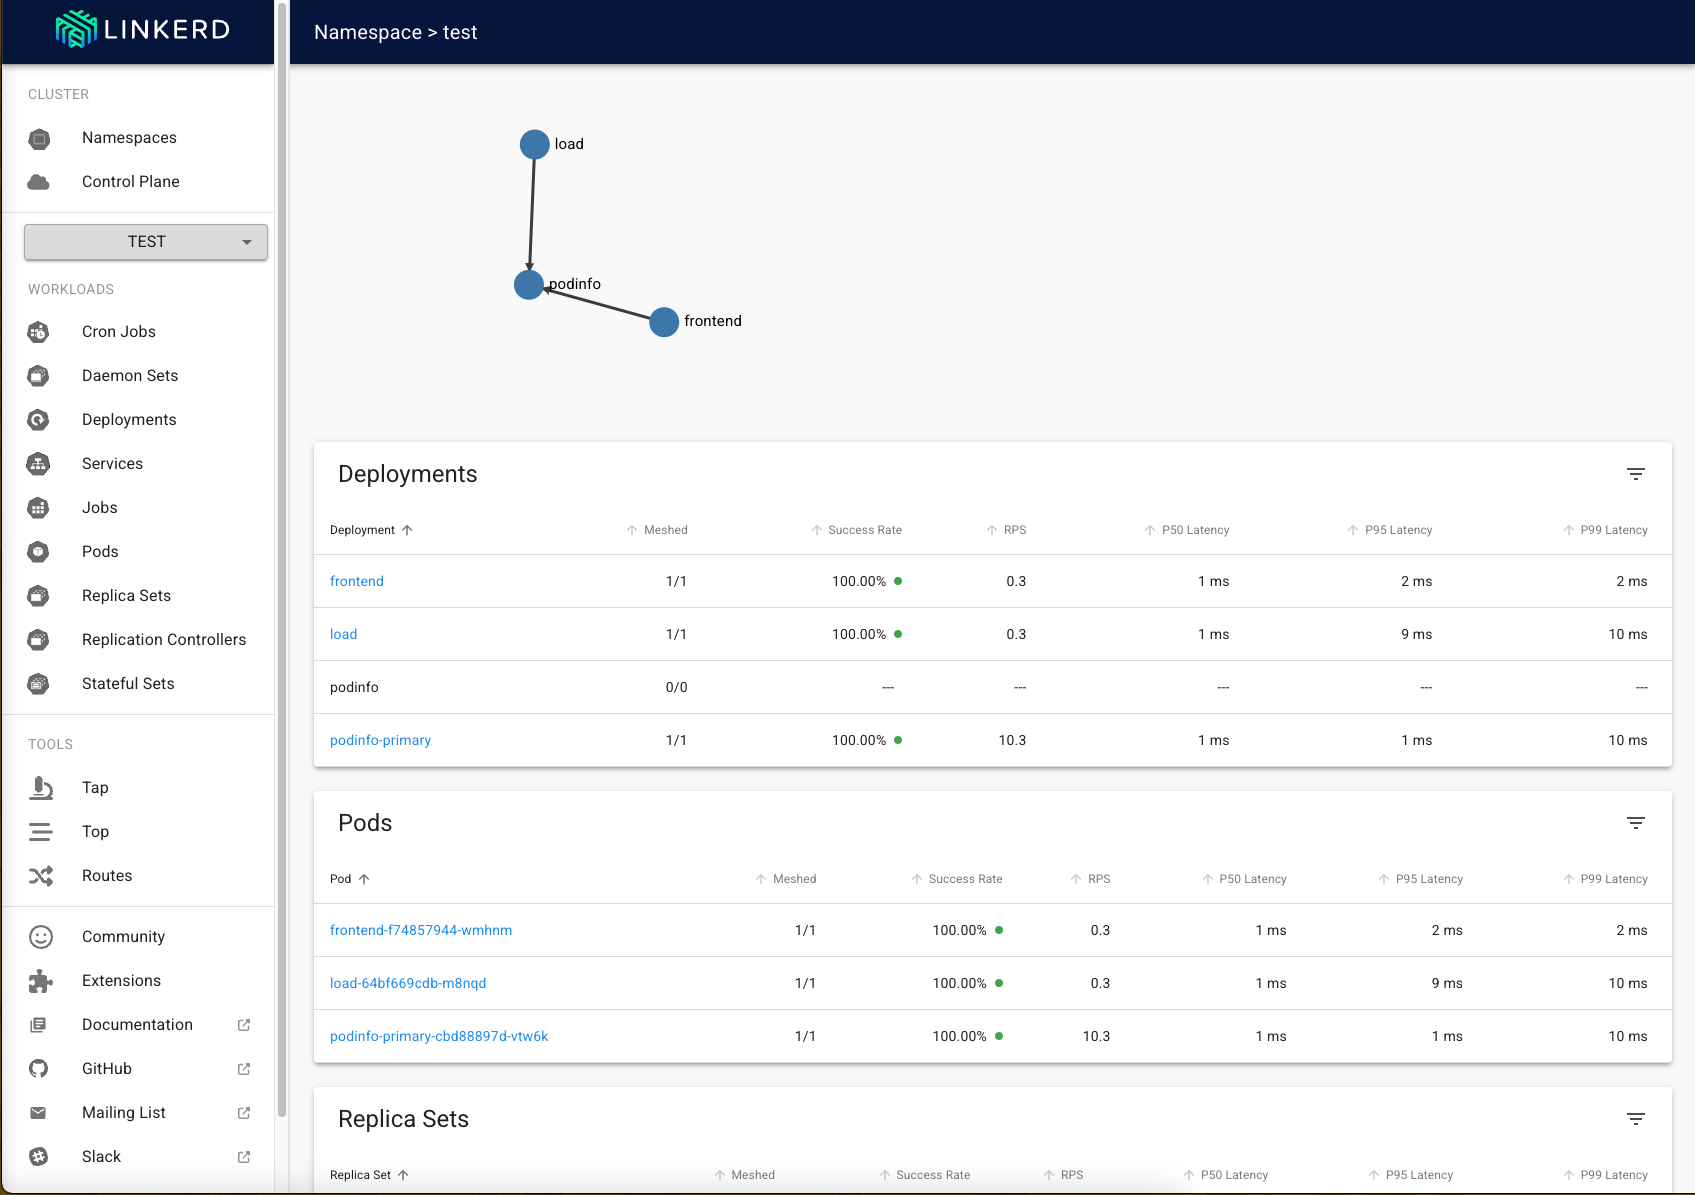 LINKERD
Namespace > test
CLUSTER
Namespaces
Control Plane
TEST
WORKLOADS
Cron Jobs
Daemon Sets
Deployments
Services
Jobs
Pods
Replica Sets
Replication Controllers
Stateful Sets
TOOLS
Tap
Top
Routes
Community
Extensions
Documentation
GitHub
Mailing List
Slack
load
podinfo
frontend
Deployments
Deployment Meshed Success Rate RPS P50 Latency P95 Latency P99 Latency
frontend 1/1 100.00% 0.3 1 ms 2 ms 2 ms
load 1/1 100.00% 0.3 1 ms 9 ms 10 ms
podinfo 0/0 --- --- --- --- ---
podinfo-primary 1/1 100.00% 10.3 1 ms 1 ms 10 ms
Pods
Pod Meshed Success Rate RPS P50 Latency P95 Latency P99 Latency
frontend-f74857944-wmhnm 1/1 100.00% 0.3 1 ms 2 ms 2 ms
load-64bf669cdb-m8nqd 1/1 100.00% 0.3 1 ms 9 ms 10 ms
podinfo-primary-cbd88897d-vtw6k 1/1 100.00% 10.3 1 ms 1 ms 10 ms
Replica Sets
Replica Set Meshed Success Rate RPS P50 Latency P95 Latency P99 Latency